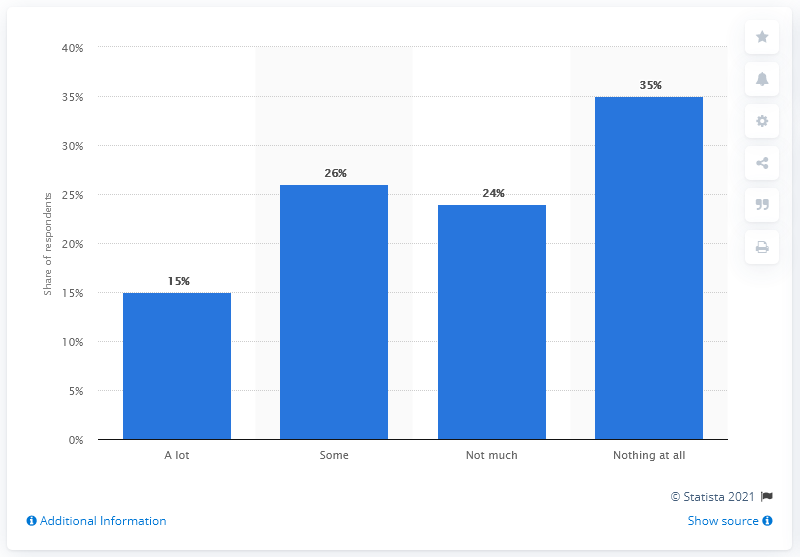 40%
35%
30%
25%
20%
15%
10%
5%
0%
Share of respondents
15%
26%
24%
35%
A lot
Some
Not much
Nothing at all
© Statista 2021
Additional Information
Show source